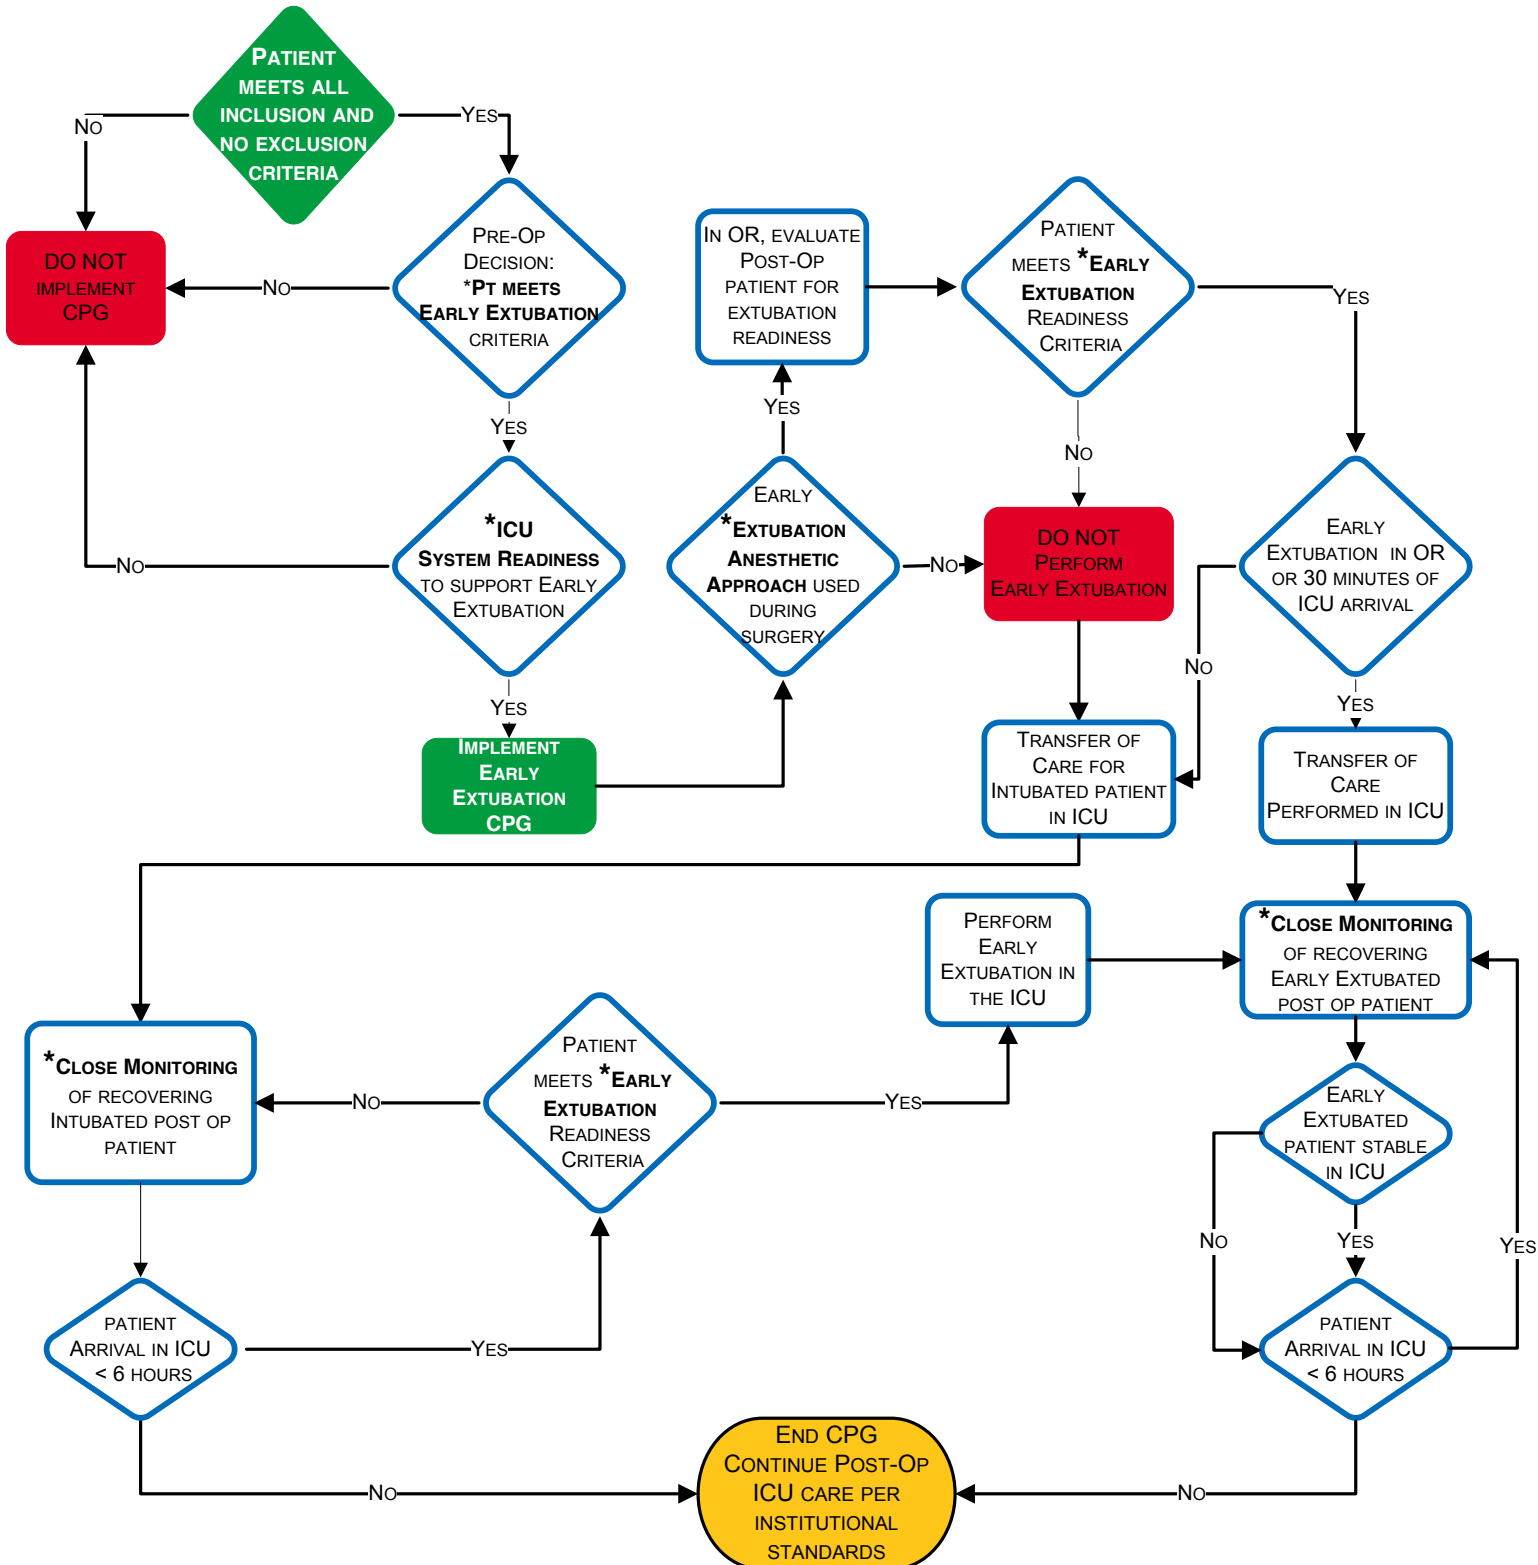 PATIENT
MEETS ALL
INCLUSION AND
NO EXCLUSION
CRITERIA
NO
YES
DO NOT
IMPLEMENT
CPG
PRE-OP
DECISION:
*PT MEETS
EARLY EXTUBATION
CRITERIA
NO
YES
*ICU
SYSTEM READINESS
TO SUPPORT EARLY
EXTUBATION
NO
YES
IMPLEMENT
EARLY
EXTUBATION
CPG
EARLY
*EXTUBATION
ANESTHETIC
APPROACH USED
DURING
SURGERY
YES
NO
IN OR, EVALUATE
POST-OP
PATIENT FOR
EXTUBATION
READINESS
PATIENT
MEETS *EARLY
EXTUBATION
READINESS
CRITERIA
YES
NO
DO NOT
PERFORM
EARLY EXTUBATION
EARLY
EXTUBATION IN OR
OR 30 MINUTES OF
ICU ARRIVAL
NO
YES
TRANSFER OF
CARE FOR
INTUBATED PATIENT
IN ICU
TRANSFER OF
CARE
PERFORMED IN ICU
PERFORM
EARLY
EXTUBATION IN
THE ICU
*CLOSE MONITORING
OF RECOVERING
EARLY EXTUBATED
POST OP PATIENT
*CLOSE MONITORING
OF RECOVERING
INTUBATED POST OP
PATIENT
NO
PATIENT
MEETS *EARLY
EXTUBATION
READINESS
CRITERIA
YES
EARLY
EXTUBATED
PATIENT STABLE
IN ICU
NO
YES
YES
PATIENT
ARRIVAL IN ICU
< 6 HOURS
YES
PATIENT
ARRIVAL IN ICU
< 6 HOURS
NO
NO
END CPG
CONTINUE POST-OP
ICU CARE PER
INSTITUTIONAL
STANDARDS